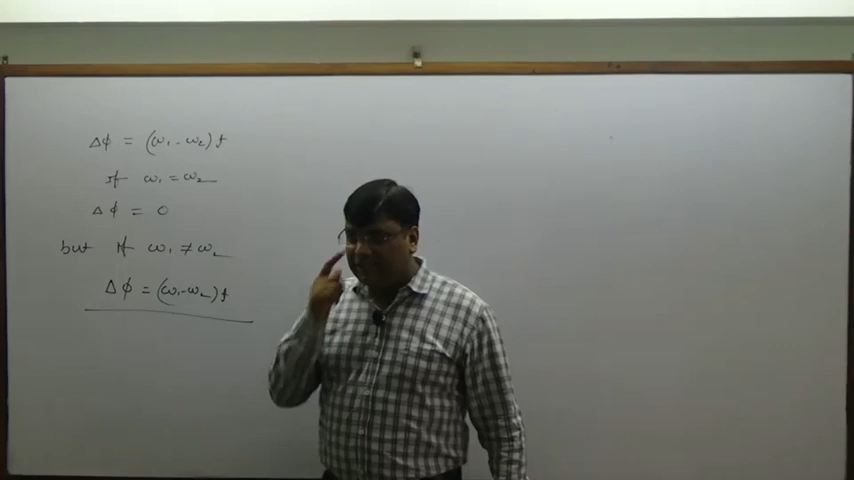 Δφ = (ω₁ - ω₂)t
if ω₁ = ω₂
Δφ = 0
but if ω₁ ≠ ω₂
Δφ = (ω₁-ω₂)t